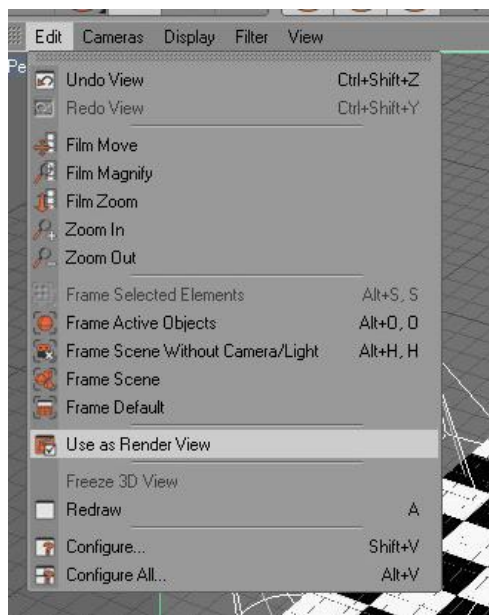 Edit Cameras Display Filter View
Pe
Undo View Ctrl+Shift+Z
Redo View Ctrl+Shift+Y
Film Move
Film Magnify
Film Zoom
Zoom In
Zoom Out
Frame Selected Elements Alt+S, S
Frame Active Objects Alt+O, O
Frame Scene Without Camera/Light Alt+H, H
Frame Scene
Frame Default
Use as Render View
Freeze 3D View
Redraw A
Configure... Shift+V
Configure All... Alt+V